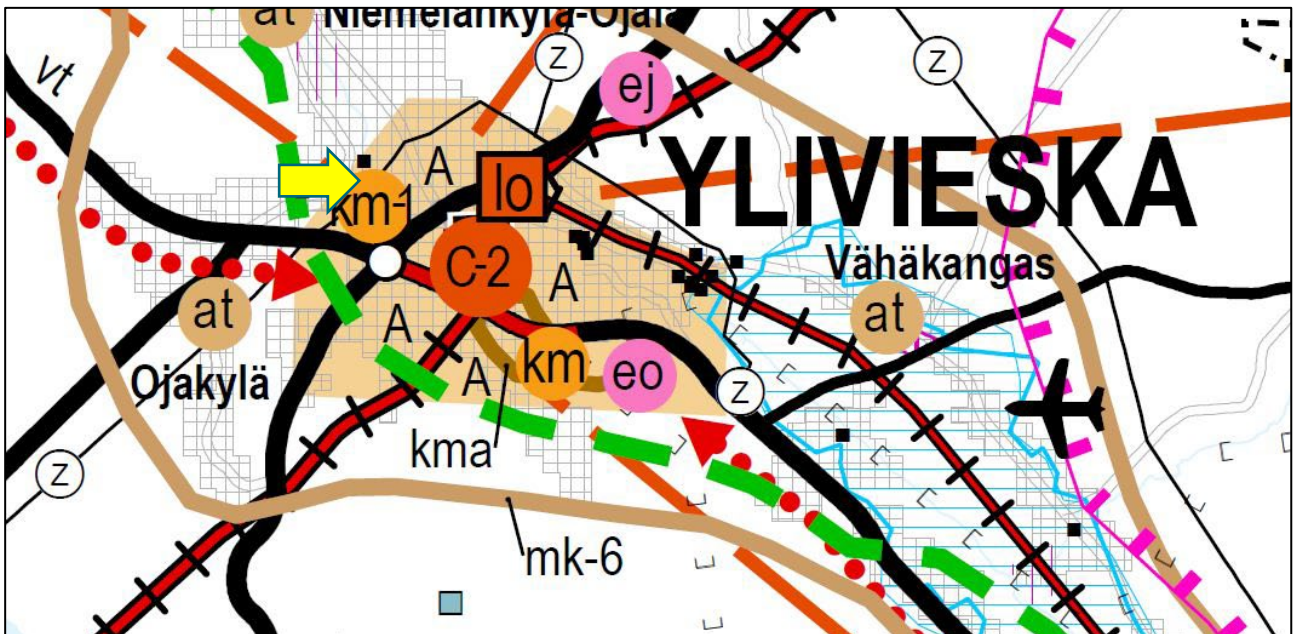 at Niemelänkylä-Ojala
vt
z
z
ej
A
lo
YLIVIESKA
km-1
C-2
A
Vähäkangas
at
at
A
Ojakylä
A
km
eo
z
kma
z
mk-6